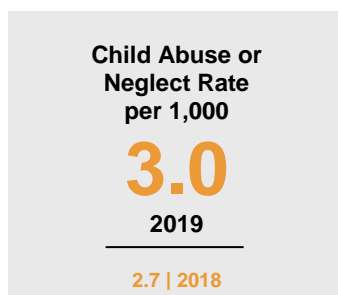 Child Abuse or
Neglect Rate
per 1,000
3.0
2019
2.7 | 2018